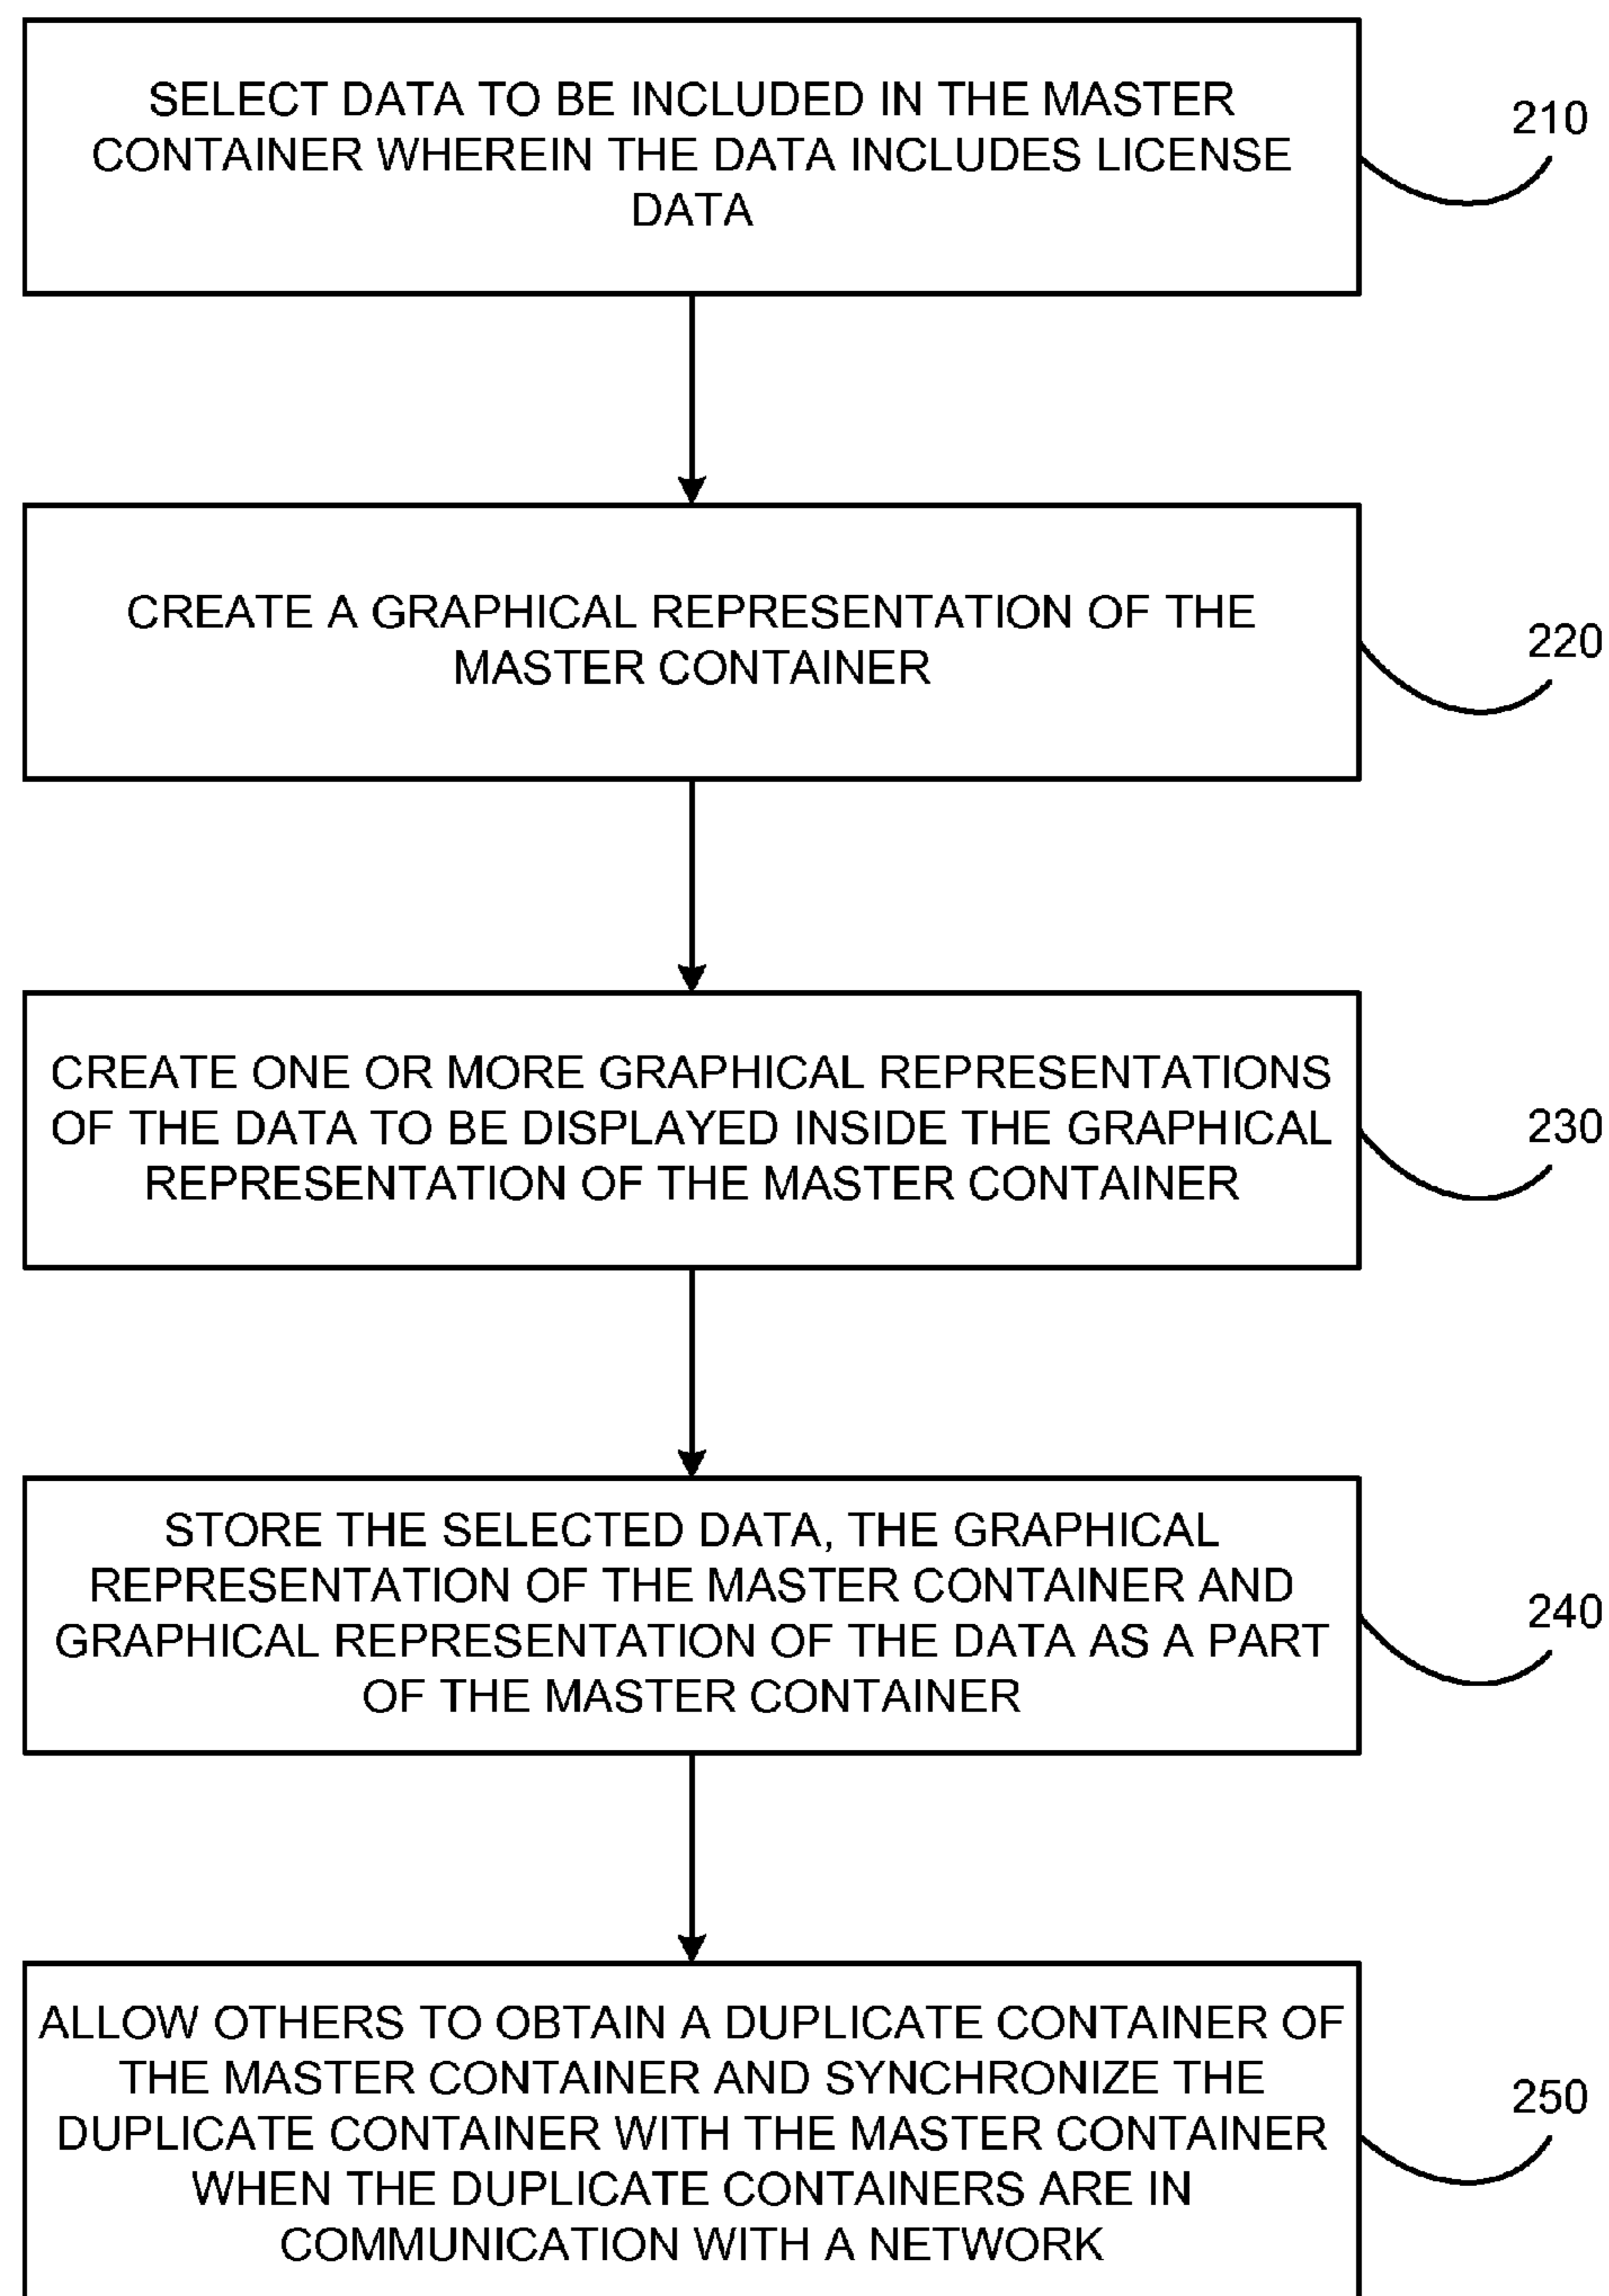 SELECT DATA TO BE INCLUDED IN THE MASTER
CONTAINER WHEREIN THE DATA INCLUDES LICENSE
DATA
210
CREATE A GRAPHICAL REPRESENTATION OF THE
MASTER CONTAINER
220
CREATE ONE OR MORE GRAPHICAL REPRESENTATIONS
OF THE DATA TO BE DISPLAYED INSIDE THE GRAPHICAL
REPRESENTATION OF THE MASTER CONTAINER
230
STORE THE SELECTED DATA, THE GRAPHICAL
REPRESENTATION OF THE MASTER CONTAINER AND
GRAPHICAL REPRESENTATION OF THE DATA AS A PART
OF THE MASTER CONTAINER
240
ALLOW OTHERS TO OBTAIN A DUPLICATE CONTAINER OF
THE MASTER CONTAINER AND SYNCHRONIZE THE
DUPLICATE CONTAINER WITH THE MASTER CONTAINER
WHEN THE DUPLICATE CONTAINERS ARE IN
COMMUNICATION WITH A NETWORK
250